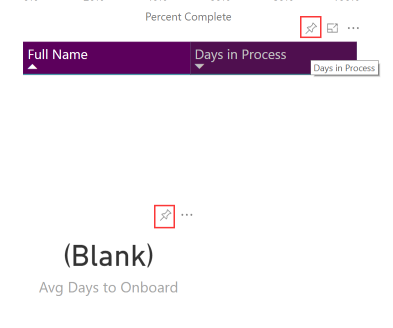 Percent Complete
Full Name
Days in Process
Days in Process
(Blank)
Avg Days to Onboard